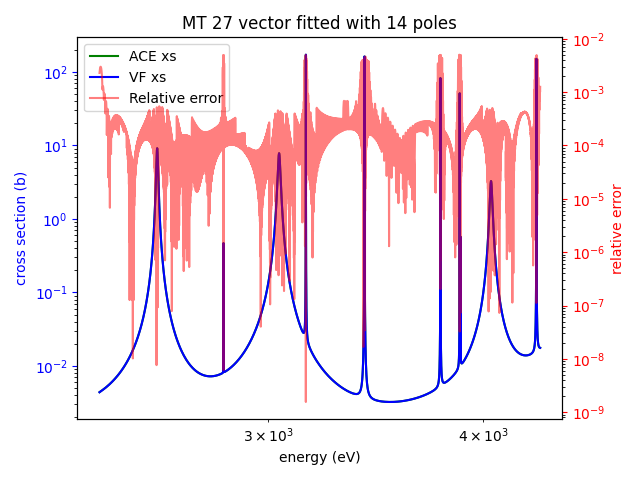 MT 27 vector fitted with 14 poles
ACE xs
VF xs
Relative error
cross section (b)
10²
10¹
10⁰
10⁻¹
10⁻²
10⁻²
10⁻³
10⁻⁴
10⁻⁵
10⁻⁶
10⁻⁷
10⁻⁸
10⁻⁹
relative error
3 × 10³
4 × 10³
energy (eV)